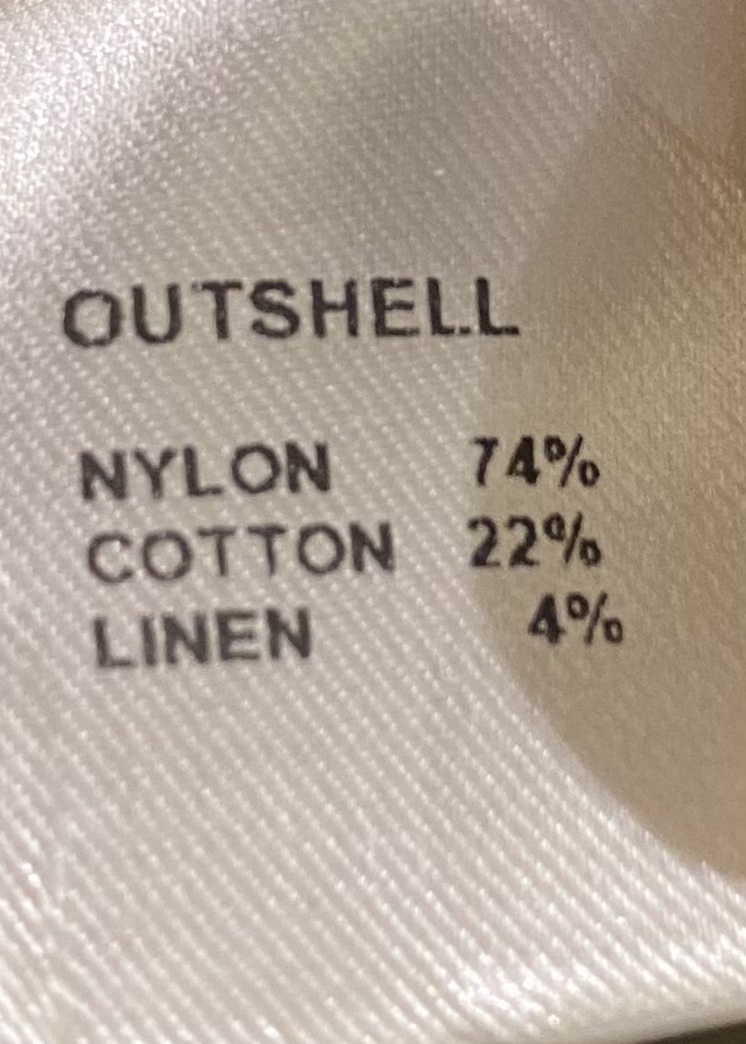 OUTSHELL
NYLON 74%
COTTON 22%
LINEN 4%